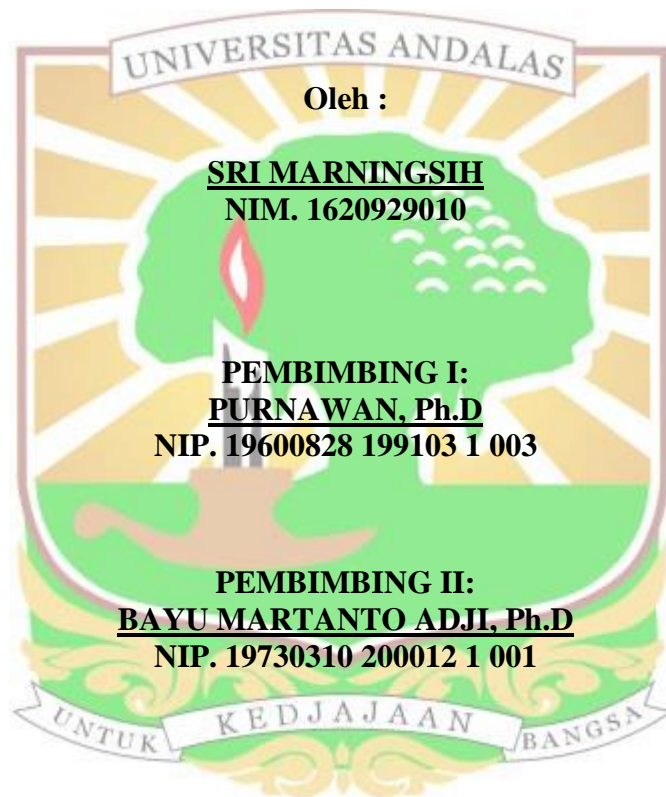 UNIVERSITAS ANDALAS
Oleh :
SRI MARNINGSIH
NIM. 1620929010
PEMBIMBING I:
PURNAWAN, Ph.D
NIP. 19600828 199103 1 003
PEMBIMBING II:
BAYU MARTANTO ADJI, Ph.D
NIP. 19730310 200012 1 001
UNTUK KEDJAJAAN BANGSA